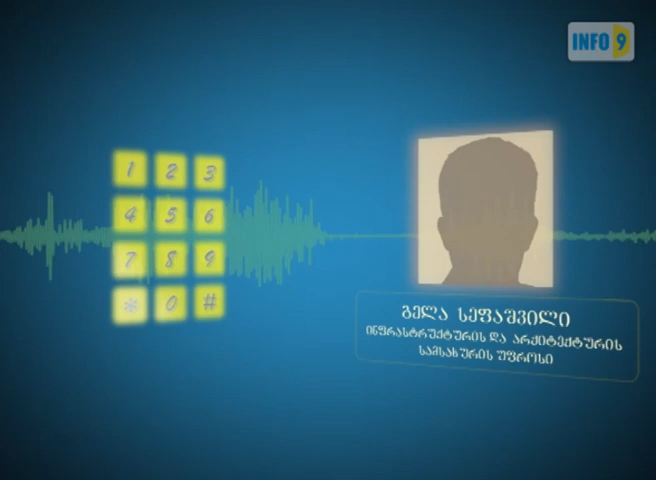 INFO 9
1 2 3
4 5 6
7 8 9
* 0 #
გელა სეფაშვილი
ინფრასტრუქტურის და არქიტექტურის
სამსახურის უფროსი